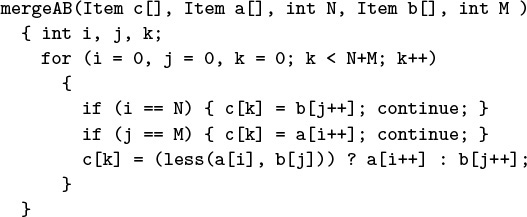 mergeAB(Item c[], Item a[], int N, Item b[], int M )
{ int i, j, k;
for (i = 0, j = 0, k = 0; k < N+M; k++)
{
if (i == N) { c[k] = b[j++]; continue; }
if (j == M) { c[k] = a[i++]; continue; }
c[k] = (less(a[i], b[j])) ? a[i++] : b[j++];
}
}